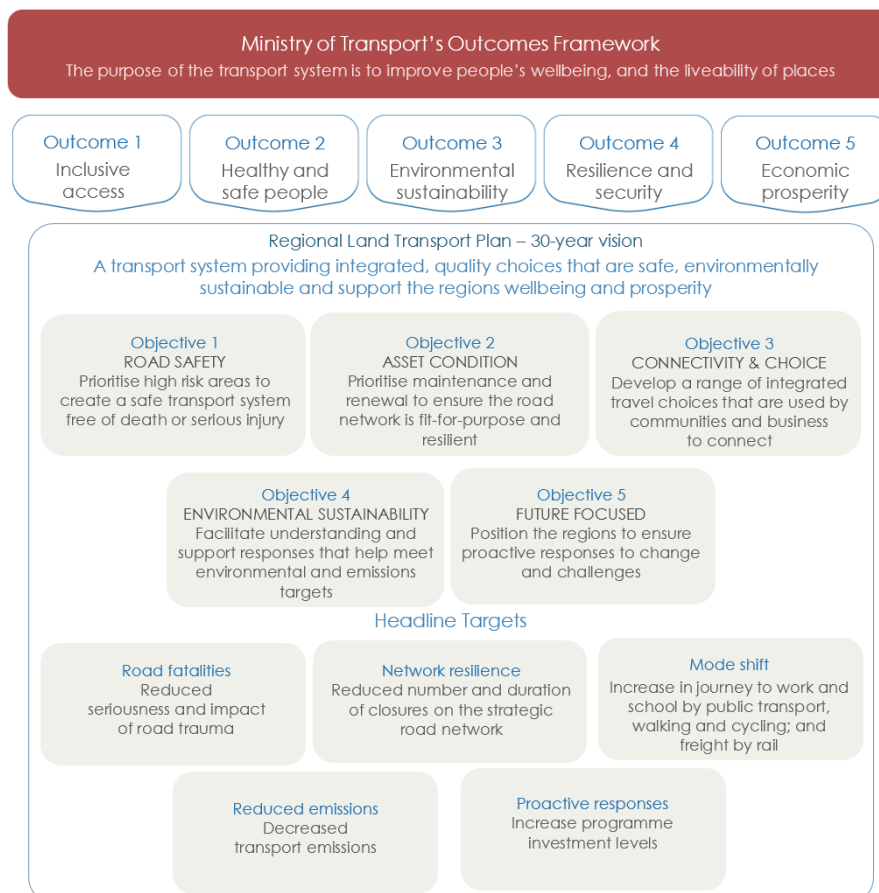 Ministry of Transport's Outcomes Framework
The purpose of the transport system is to improve people's wellbeing, and the liveability of places
Outcome 1
Inclusive
access
Outcome 2
Healthy and
safe people
Outcome 3
Environmental
sustainability
Outcome 4
Resilience and
security
Outcome 5
Economic
prosperity
Regional Land Transport Plan – 30-year vision
A transport system providing integrated, quality choices that are safe, environmentally
sustainable and support the regions wellbeing and prosperity
Objective 1
ROAD SAFETY
Prioritise high risk areas to
create a safe transport system
free of death or serious injury
Objective 2
ASSET CONDITION
Prioritise maintenance and
renewal to ensure the road
network is fit-for-purpose and
resilient
Objective 3
CONNECTIVITY & CHOICE
Develop a range of integrated
travel choices that are used by
communities and business
to connect
Objective 4
ENVIRONMENTAL SUSTAINABILITY
Facilitate understanding and
support responses that help meet
environmental and emissions
targets
Objective 5
FUTURE FOCUSED
Position the regions to ensure
proactive responses to change
and challenges
Headline Targets
Road fatalities
Reduced
seriousness and impact
of road trauma
Network resilience
Reduced number and duration
of closures on the strategic
road network
Mode shift
Increase in journey to work and
school by public transport,
walking and cycling; and
freight by rail
Reduced emissions
Decreased
transport emissions
Proactive responses
Increase programme
investment levels